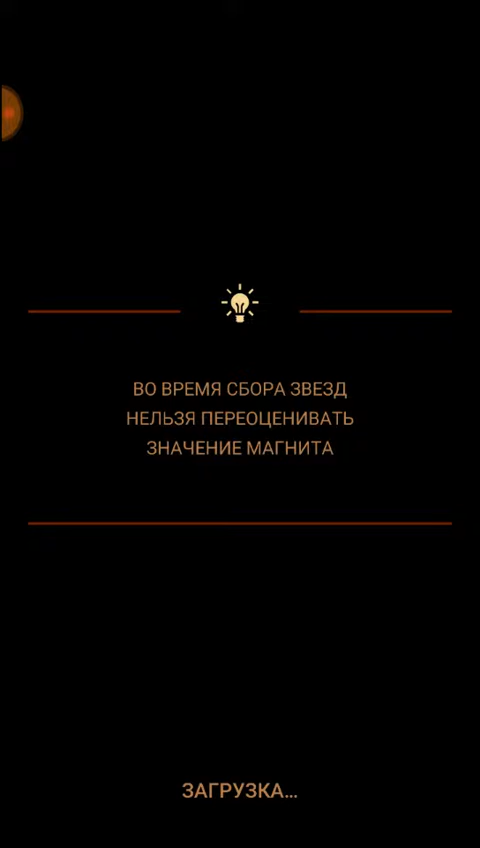 ВО ВРЕМЯ СБОРА ЗВЕЗД
НЕЛЬЗЯ ПЕРЕОЦЕНИВАТЬ
ЗНАЧЕНИЕ МАГНИТА
ЗАГРУЗКА...